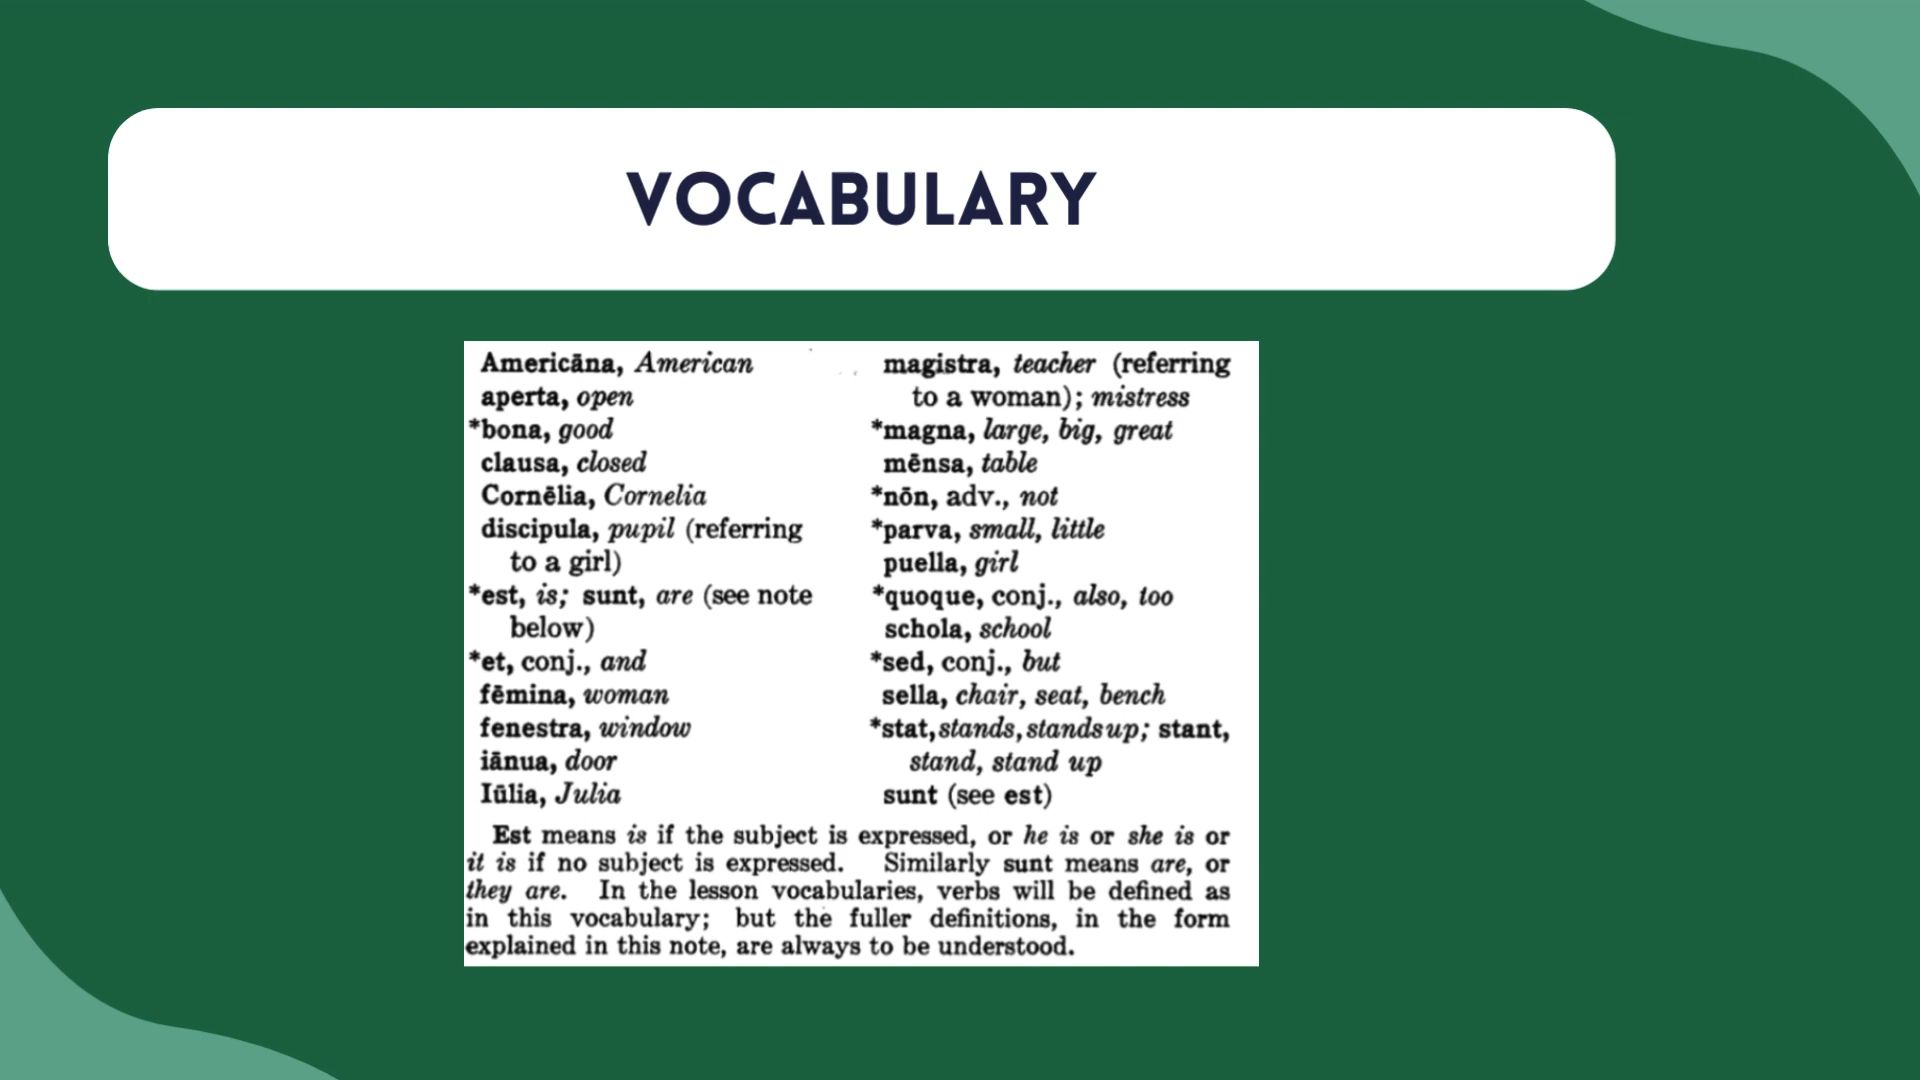 VOCABULARY
Americāna, American
aperta, open
*bona, good
clausa, closed
Cornēlia, Cornelia
discipula, pupil (referring
to a girl)
*est, is; sunt, are (see note
below)
*et, conj., and
fēmina, woman
fenestra, window
iānua, door
Iūlia, Julia
magistra, teacher (referring
to a woman); mistress
*magna, large, big, great
mēnsa, table
*nōn, adv., not
*parva, small, little
puella, girl
*quoque, conj., also, too
schola, school
*sed, conj., but
sella, chair, seat, bench
*stat, stands, stands up; stant,
stand, stand up
sunt (see est)
Est means is if the subject is expressed, or he is or she is or
it is if no subject is expressed. Similarly sunt means are, or
they are. In the lesson vocabularies, verbs will be defined as
in this vocabulary; but the fuller definitions, in the form
explained in this note, are always to be understood.